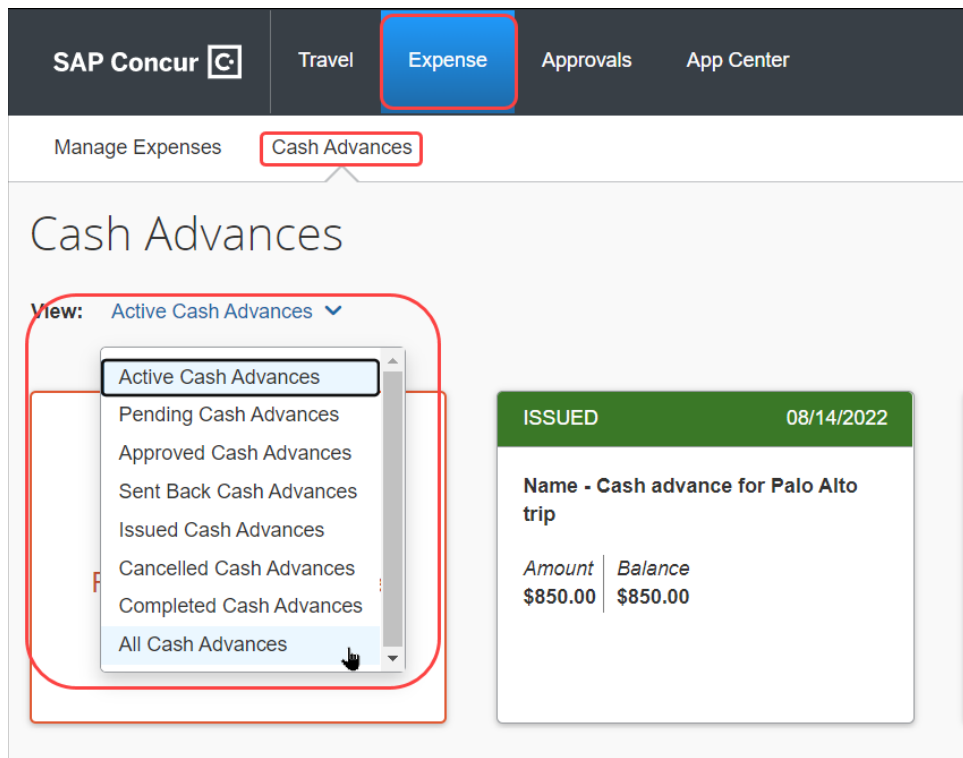 SAP Concur C Travel Expense Approvals App Center
Manage Expenses Cash Advances
Cash Advances
View: Active Cash Advances
Active Cash Advances
Pending Cash Advances
Approved Cash Advances
Sent Back Cash Advances
Issued Cash Advances
Cancelled Cash Advances
Completed Cash Advances
All Cash Advances
ISSUED 08/14/2022
Name - Cash advance for Palo Alto
trip
Amount Balance
$850.00 $850.00